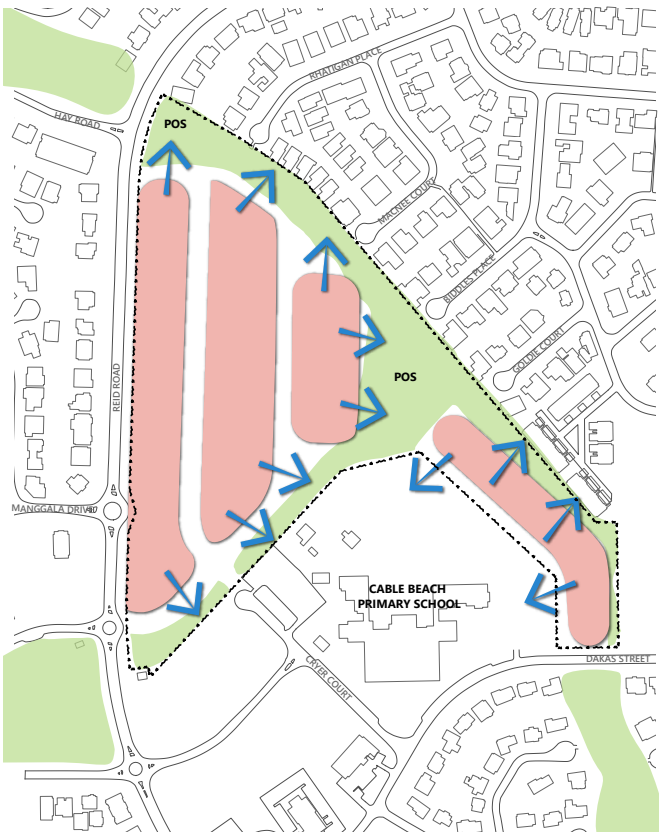 RHATIGAN PLACE
HAY ROAD
POS
MACNEE COURT
BIDDLES PLACE
GOLDIE COURT
REID ROAD
POS
MANGGALA DRIVE
CABLE BEACH
PRIMARY SCHOOL
DAKAS STREET
CRYER COURT